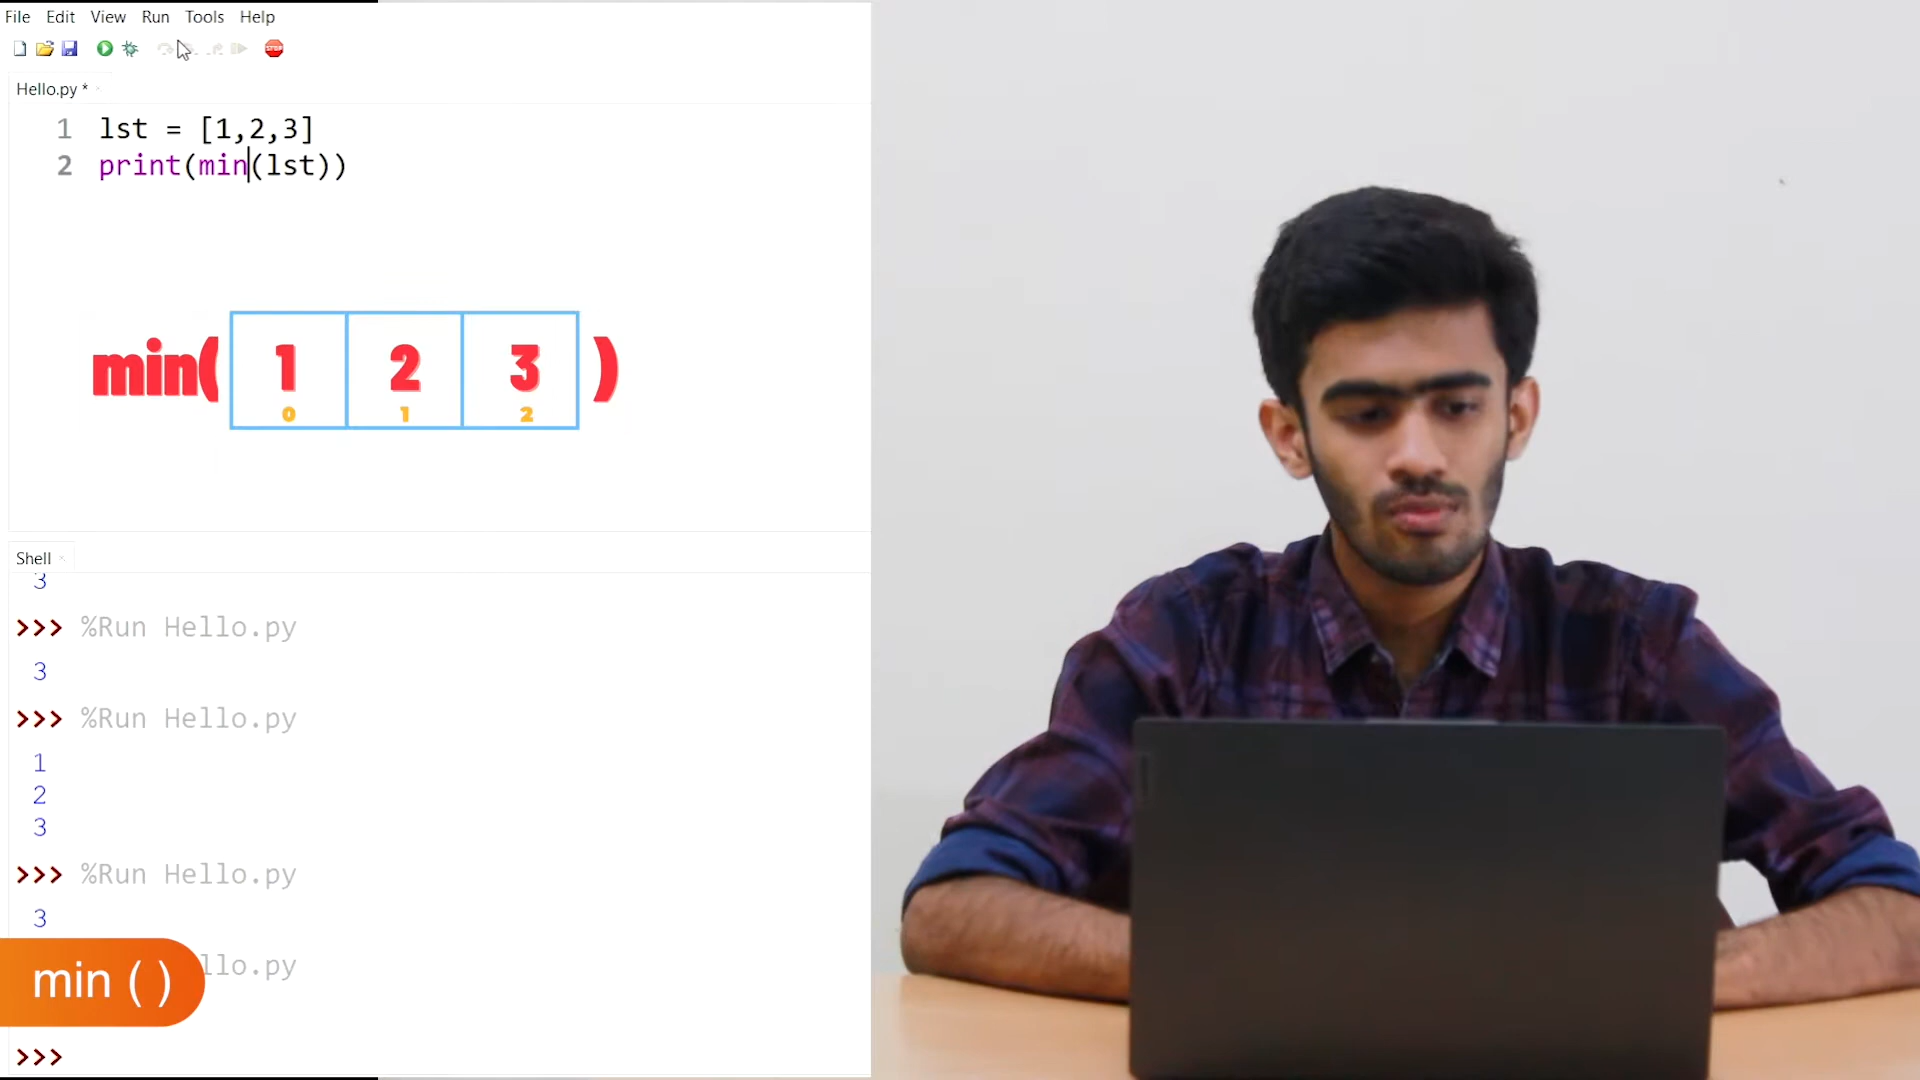 File Edit View Run Tools Help
STOP
Hello.py *
1 lst = [1,2,3]
2 print(min(lst))
min( 1 2 3 )
0 1 2
Shell
3
>>> %Run Hello.py
3
>>> %Run Hello.py
1
2
3
>>> %Run Hello.py
3
llo.py
min ( )
>>>